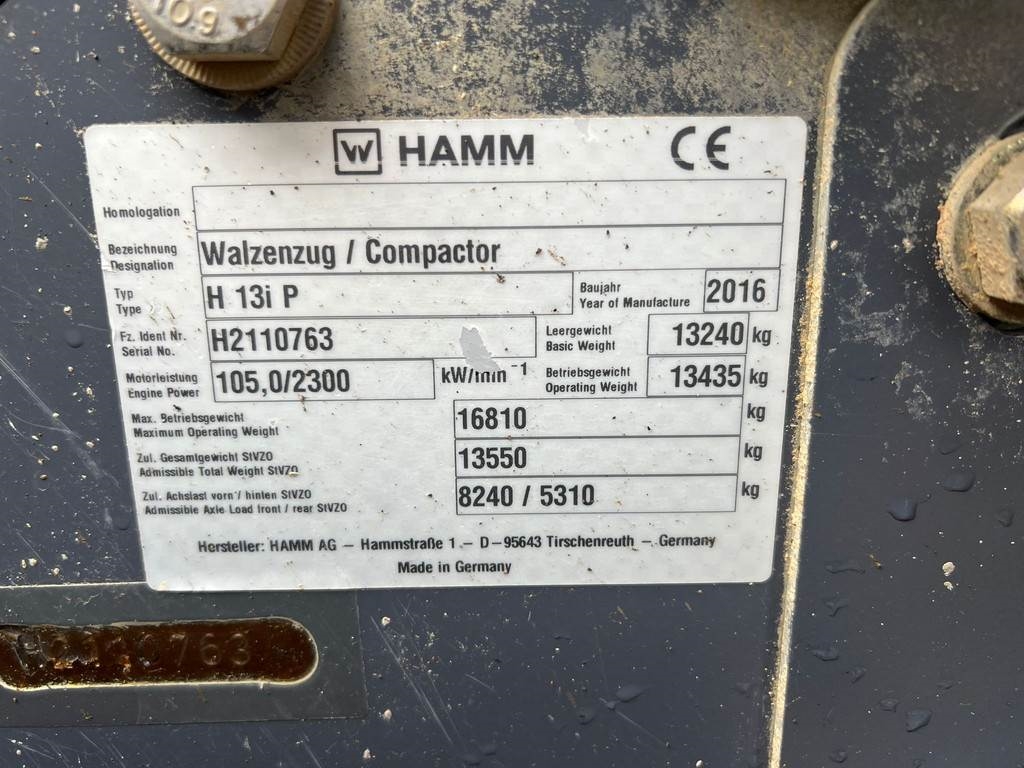 HAMM CE
Homologation
Bezeichnung
Designation
Walzenzug / Compactor
Typ
Type
H 13i P
Baujahr
Year of Manufacture
2016
Fz. Ident Nr.
Serial No.
H2110763
Leergewicht
Basic Weight
13240 kg
Motorleistung
Engine Power
105,0/2300 kW/min⁻¹
Betriebsgewicht
Operating Weight
13435 kg
Max. Betriebsgewicht
Maximum Operating Weight
16810 kg
Zul. Gesamtgewicht StVZO
Admissible Total Weight StVZO
13550 kg
Zul. Achslast vorn / hinten StVZO
Admissible Axle Load front / rear StVZO
8240 / 5310 kg
Hersteller: HAMM AG – Hammstraße 1 – D–95643 Tirschenreuth – Germany
Made in Germany